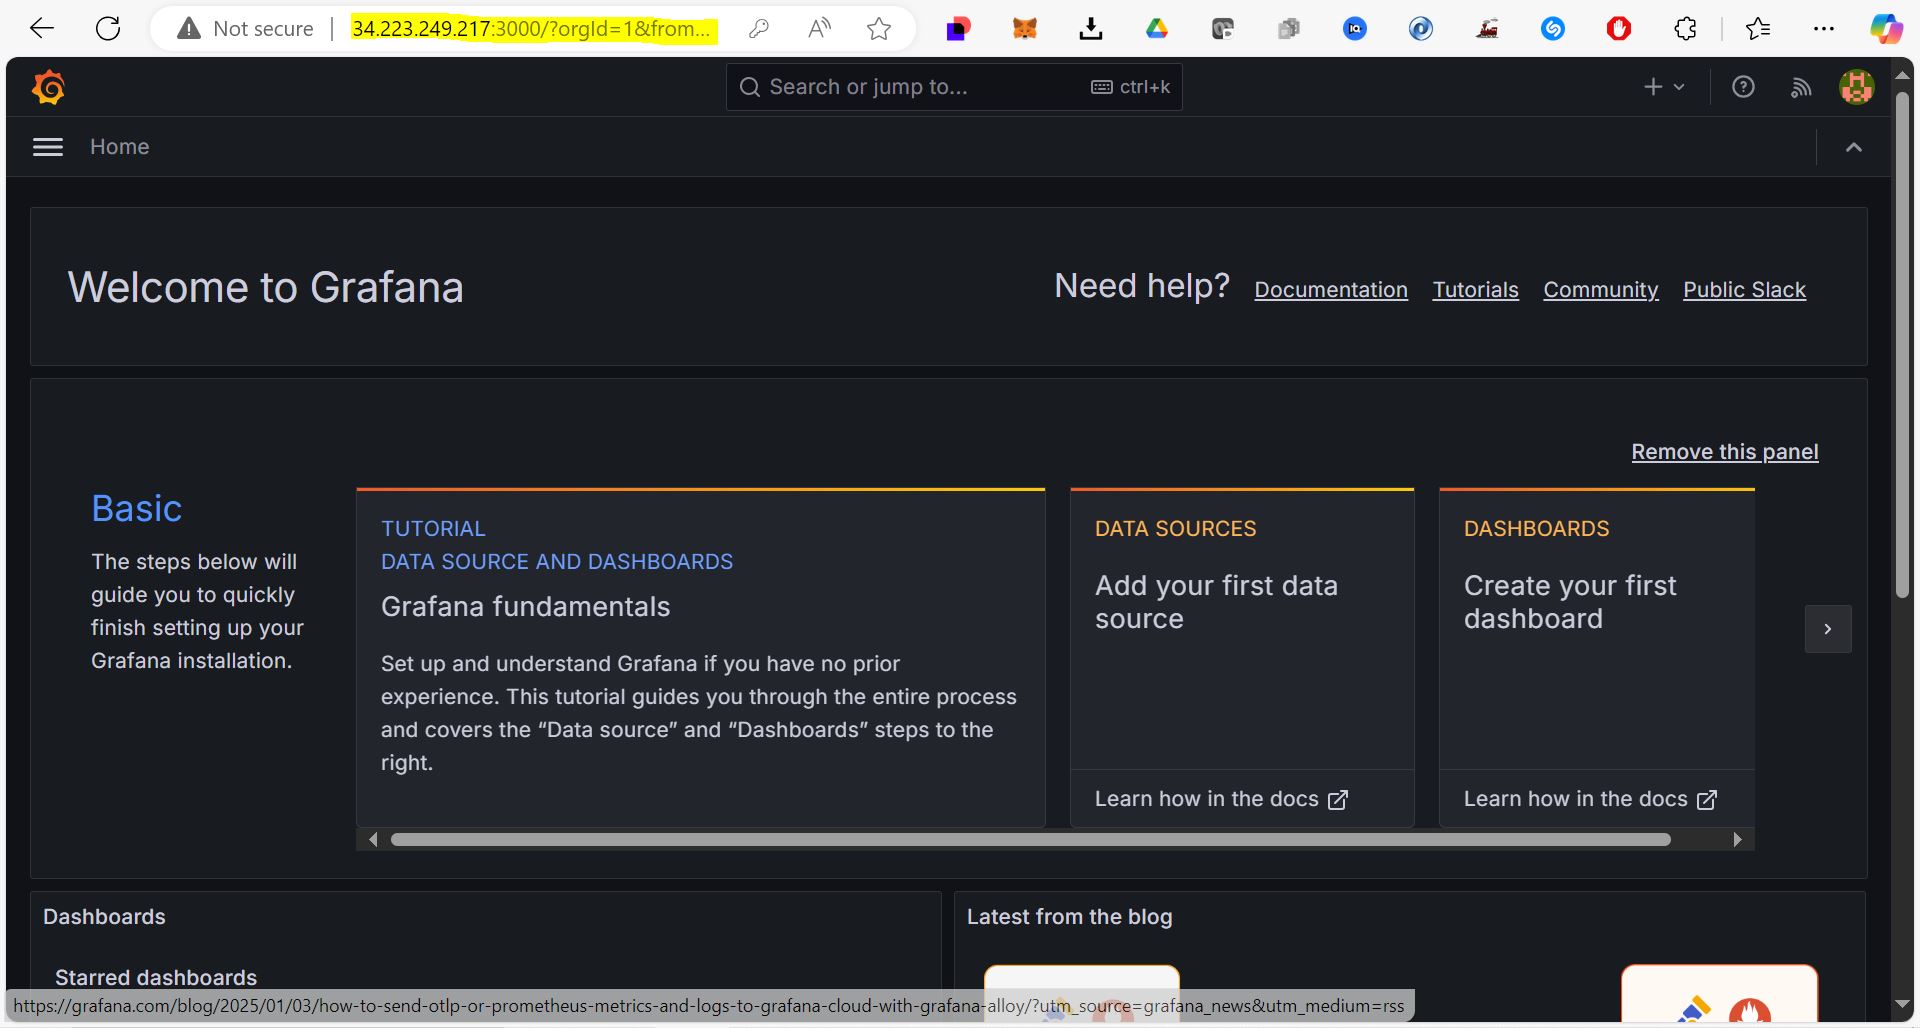 Not secure
34.223.249.217:3000/?orgId=1&from...
Search or jump to...
ctrl+k
Home
Welcome to Grafana
Need help?
Documentation
Tutorials
Community
Public Slack
Remove this panel
Basic
The steps below will
guide you to quickly
finish setting up your
Grafana installation.
TUTORIAL
DATA SOURCE AND DASHBOARDS
Grafana fundamentals
Set up and understand Grafana if you have no prior
experience. This tutorial guides you through the entire process
and covers the “Data source” and “Dashboards” steps to the
right.
DATA SOURCES
Add your first data
source
Learn how in the docs
DASHBOARDS
Create your first
dashboard
Learn how in the docs
Dashboards
Starred dashboards
Latest from the blog
https://grafana.com/blog/2025/01/03/how-to-send-otlp-or-prometheus-metrics-and-logs-to-grafana-cloud-with-grafana-alloy/?utm_source=grafana_news&utm_medium=rss